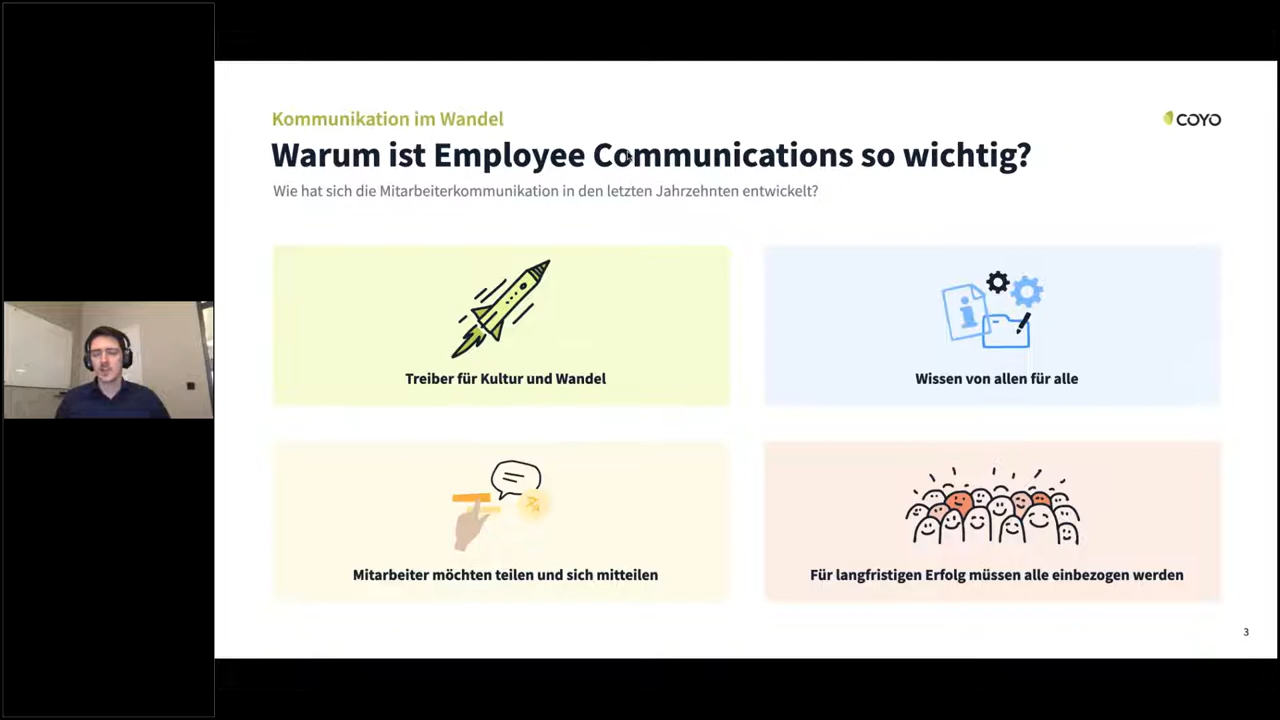 Kommunikation im Wandel
COYO
Warum ist Employee Communications so wichtig?
Wie hat sich die Mitarbeiterkommunikation in den letzten Jahrzehnten entwickelt?
Treiber für Kultur und Wandel
Wissen von allen für alle
Mitarbeiter möchten teilen und sich mitteilen
Für langfristigen Erfolg müssen alle einbezogen werden
3